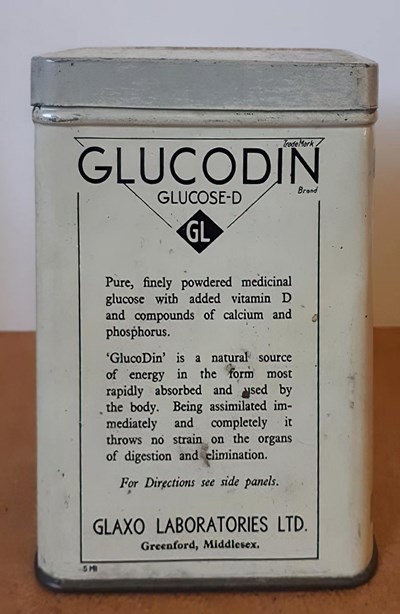 Trade Mark
GLUCODIN
Brand
GLUCOSE-D
GL
Pure, finely powdered medicinal
glucose with added vitamin D
and compounds of calcium and
phosphorus.
'GlucoDin' is a natural source
of energy in the form most
rapidly absorbed and used by
the body. Being assimilated im-
mediately and completely it
throws no strain on the organs
of digestion and elimination.
For Directions see side panels.
GLAXO LABORATORIES LTD.
Greenford, Middlesex.